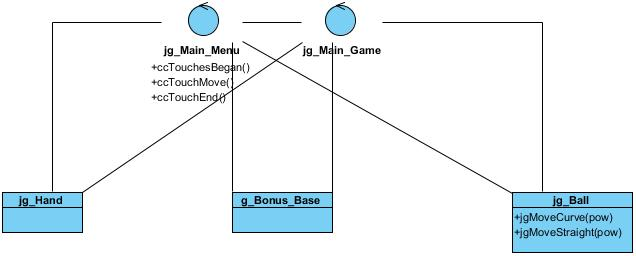 jg_Main_Menu
+ccTouchesBegan()
+ccTouchMove()
+ccTouchEnd()
jg_Main_Game
jg_Hand
g_Bonus_Base
jg_Ball
+jgMoveCurve(pow)
+jgMoveStraight(pow)